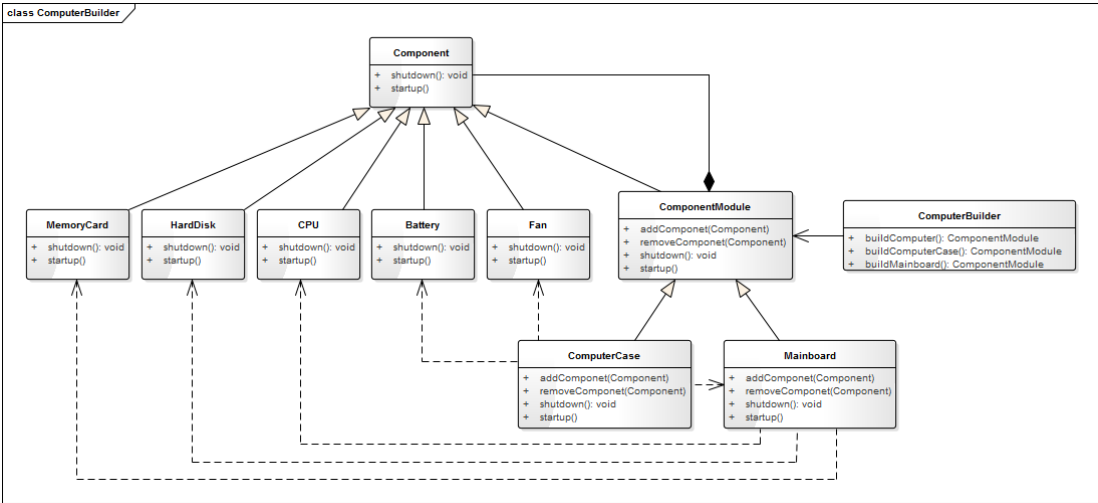 class ComputerBuilder
Component
+ shutdown(): void
+ startup()
MemoryCard
+ shutdown(): void
+ startup()
HardDisk
+ shutdown(): void
+ startup()
CPU
+ shutdown(): void
+ startup()
Battery
+ shutdown(): void
+ startup()
Fan
+ shutdown(): void
+ startup()
ComponentModule
+ addComponet(Component)
+ removeComponet(Component)
+ shutdown(): void
+ startup()
ComputerBuilder
+ buildComputer(): ComponentModule
+ buildComputerCase(): ComponentModule
+ buildMainboard(): ComponentModule
ComputerCase
+ addComponet(Component)
+ removeComponet(Component)
+ shutdown(): void
+ startup()
Mainboard
+ addComponet(Component)
+ removeComponet(Component)
+ shutdown(): void
+ startup()